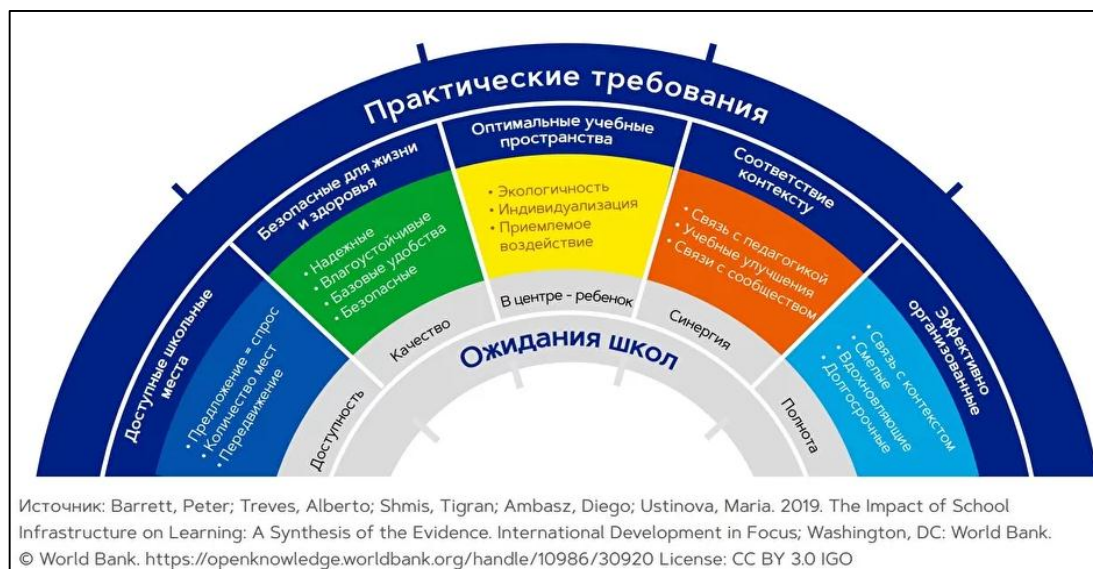 Практические требования
Доступные школьные
места
• Предложение = спрос
• Количество мест
• Передвижение
Доступность
Безопасные для жизни
и здоровья
• Надежные
• Влагоустойчивые
• Базовые удобства
• Безопасные
Качество
Оптимальные учебные
пространства
• Экологичность
• Индивидуализация
• Приемлемое
воздействие
В центре - ребенок
Соответствие
контексту
• Связь с педагогикой
• Учебные улучшения
• Связи с сообществом
Синергия
Эффективно
организованные
• Связь с контекстом
• Смелые
• Вдохновляющие
• Долгосрочные
Полнота
Ожидания школ
Источник: Barrett, Peter; Treves, Alberto; Shmis, Tigran; Ambasz, Diego; Ustinova, Maria. 2019. The Impact of School
Infrastructure on Learning: A Synthesis of the Evidence. International Development in Focus; Washington, DC: World Bank.
© World Bank. https://openknowledge.worldbank.org/handle/10986/30920 License: CC BY 3.0 IGO